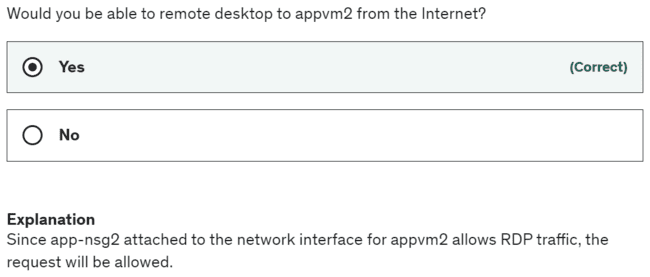 Would you be able to remote desktop to appvm2 from the Internet?
Yes (Correct)
No
Explanation
Since app-nsg2 attached to the network interface for appvm2 allows RDP traffic, the
request will be allowed.